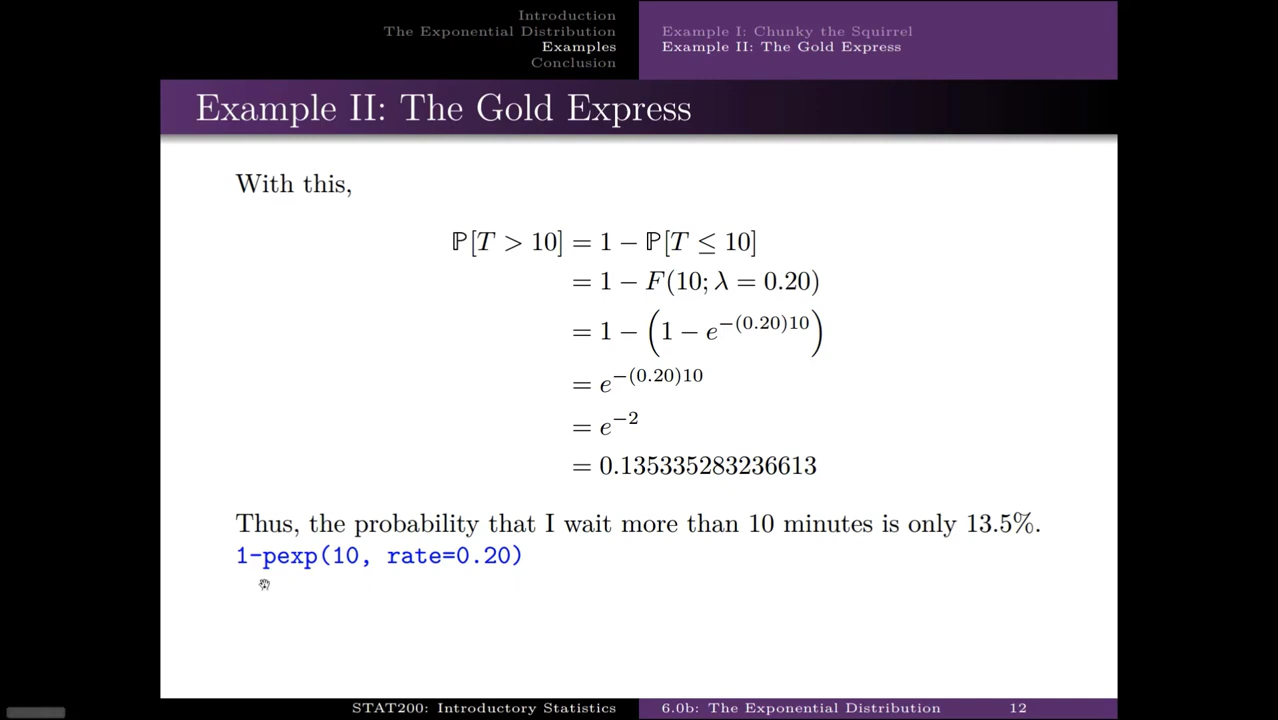 Introduction
The Exponential Distribution
Examples
Conclusion
Example I: Chunky the Squirrel
Example II: The Gold Express
Example II: The Gold Express
With this,
ℙ[T > 10] = 1 − ℙ[T ≤ 10]
= 1 − F(10; λ = 0.20)
= 1 − (1 − e^{−(0.20)10})
= e^{−(0.20)10}
= e^{−2}
= 0.135335283236613
Thus, the probability that I wait more than 10 minutes is only 13.5%.
1-pexp(10, rate=0.20)
STAT200: Introductory Statistics 6.0b: The Exponential Distribution 12